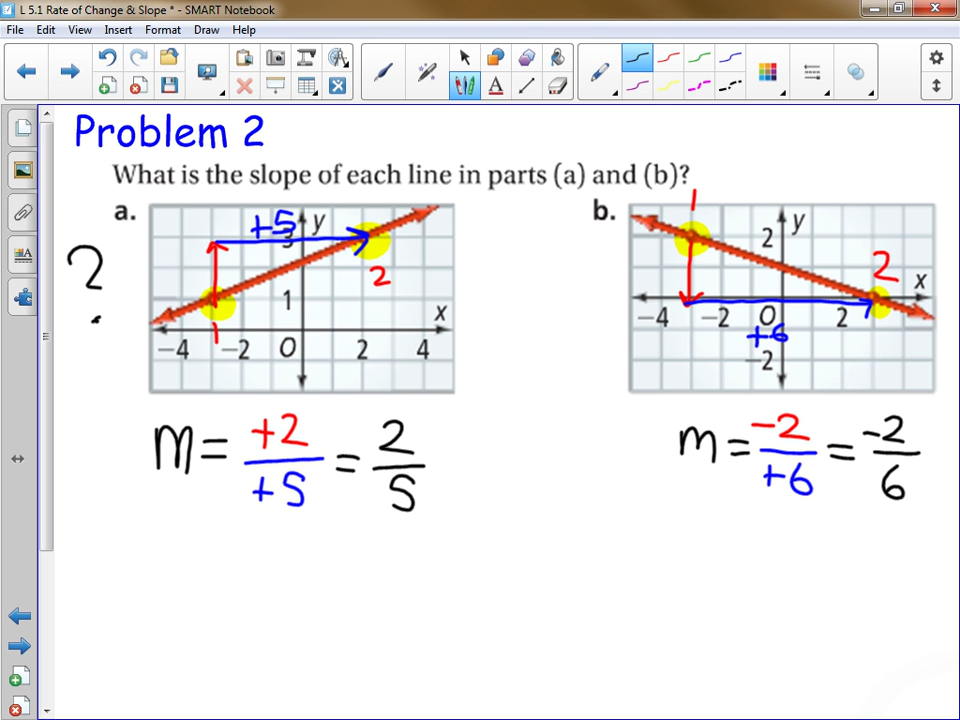 L 5.1 Rate of Change & Slope * - SMART Notebook
File Edit View Insert Format Draw Help
Problem 2
What is the slope of each line in parts (a) and (b)?
a.
+5
3
y
2
1
x
1
−4 −2 O 2 4
?
m = +2/+5 = 2/5
b.
1
2
y
2
x
−4 −2 O 2
+6
−2
m = −2/+6 = −2/6